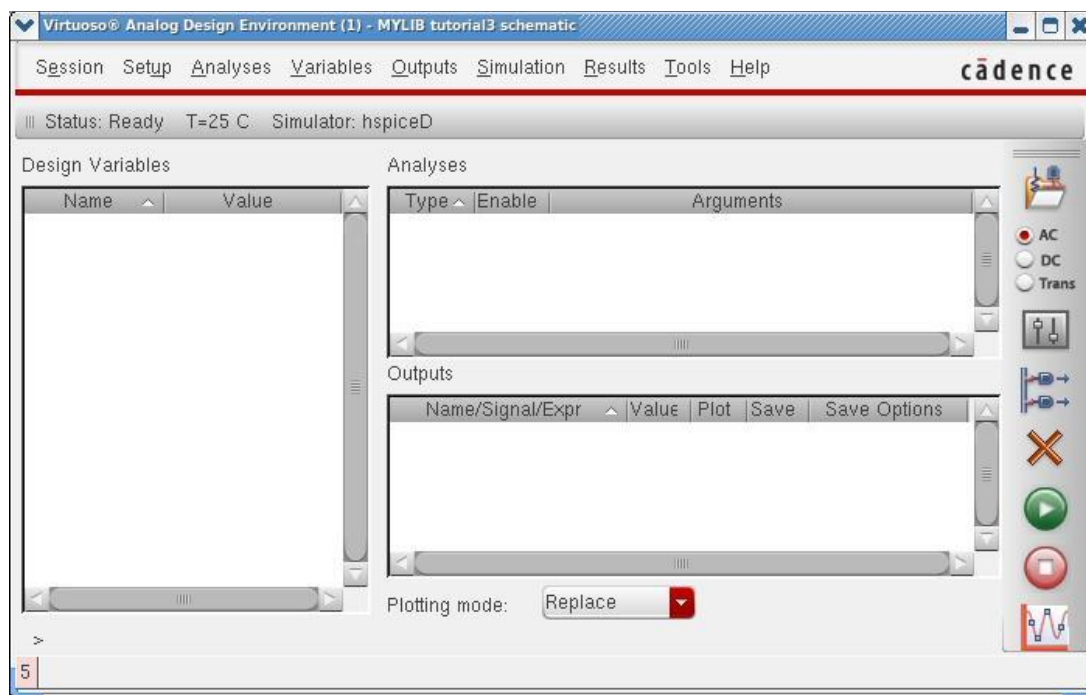 Virtuoso® Analog Design Environment (1) - MYLIB tutorial3 schematic
Session Setup Analyses Variables Outputs Simulation Results Tools Help cādence
Status: Ready T=25 C Simulator: hspiceD
Design Variables
Name Value
Analyses
Type Enable Arguments
AC
DC
Trans
Outputs
Name/Signal/Expr Value Plot Save Save Options
Plotting mode: Replace
>
5